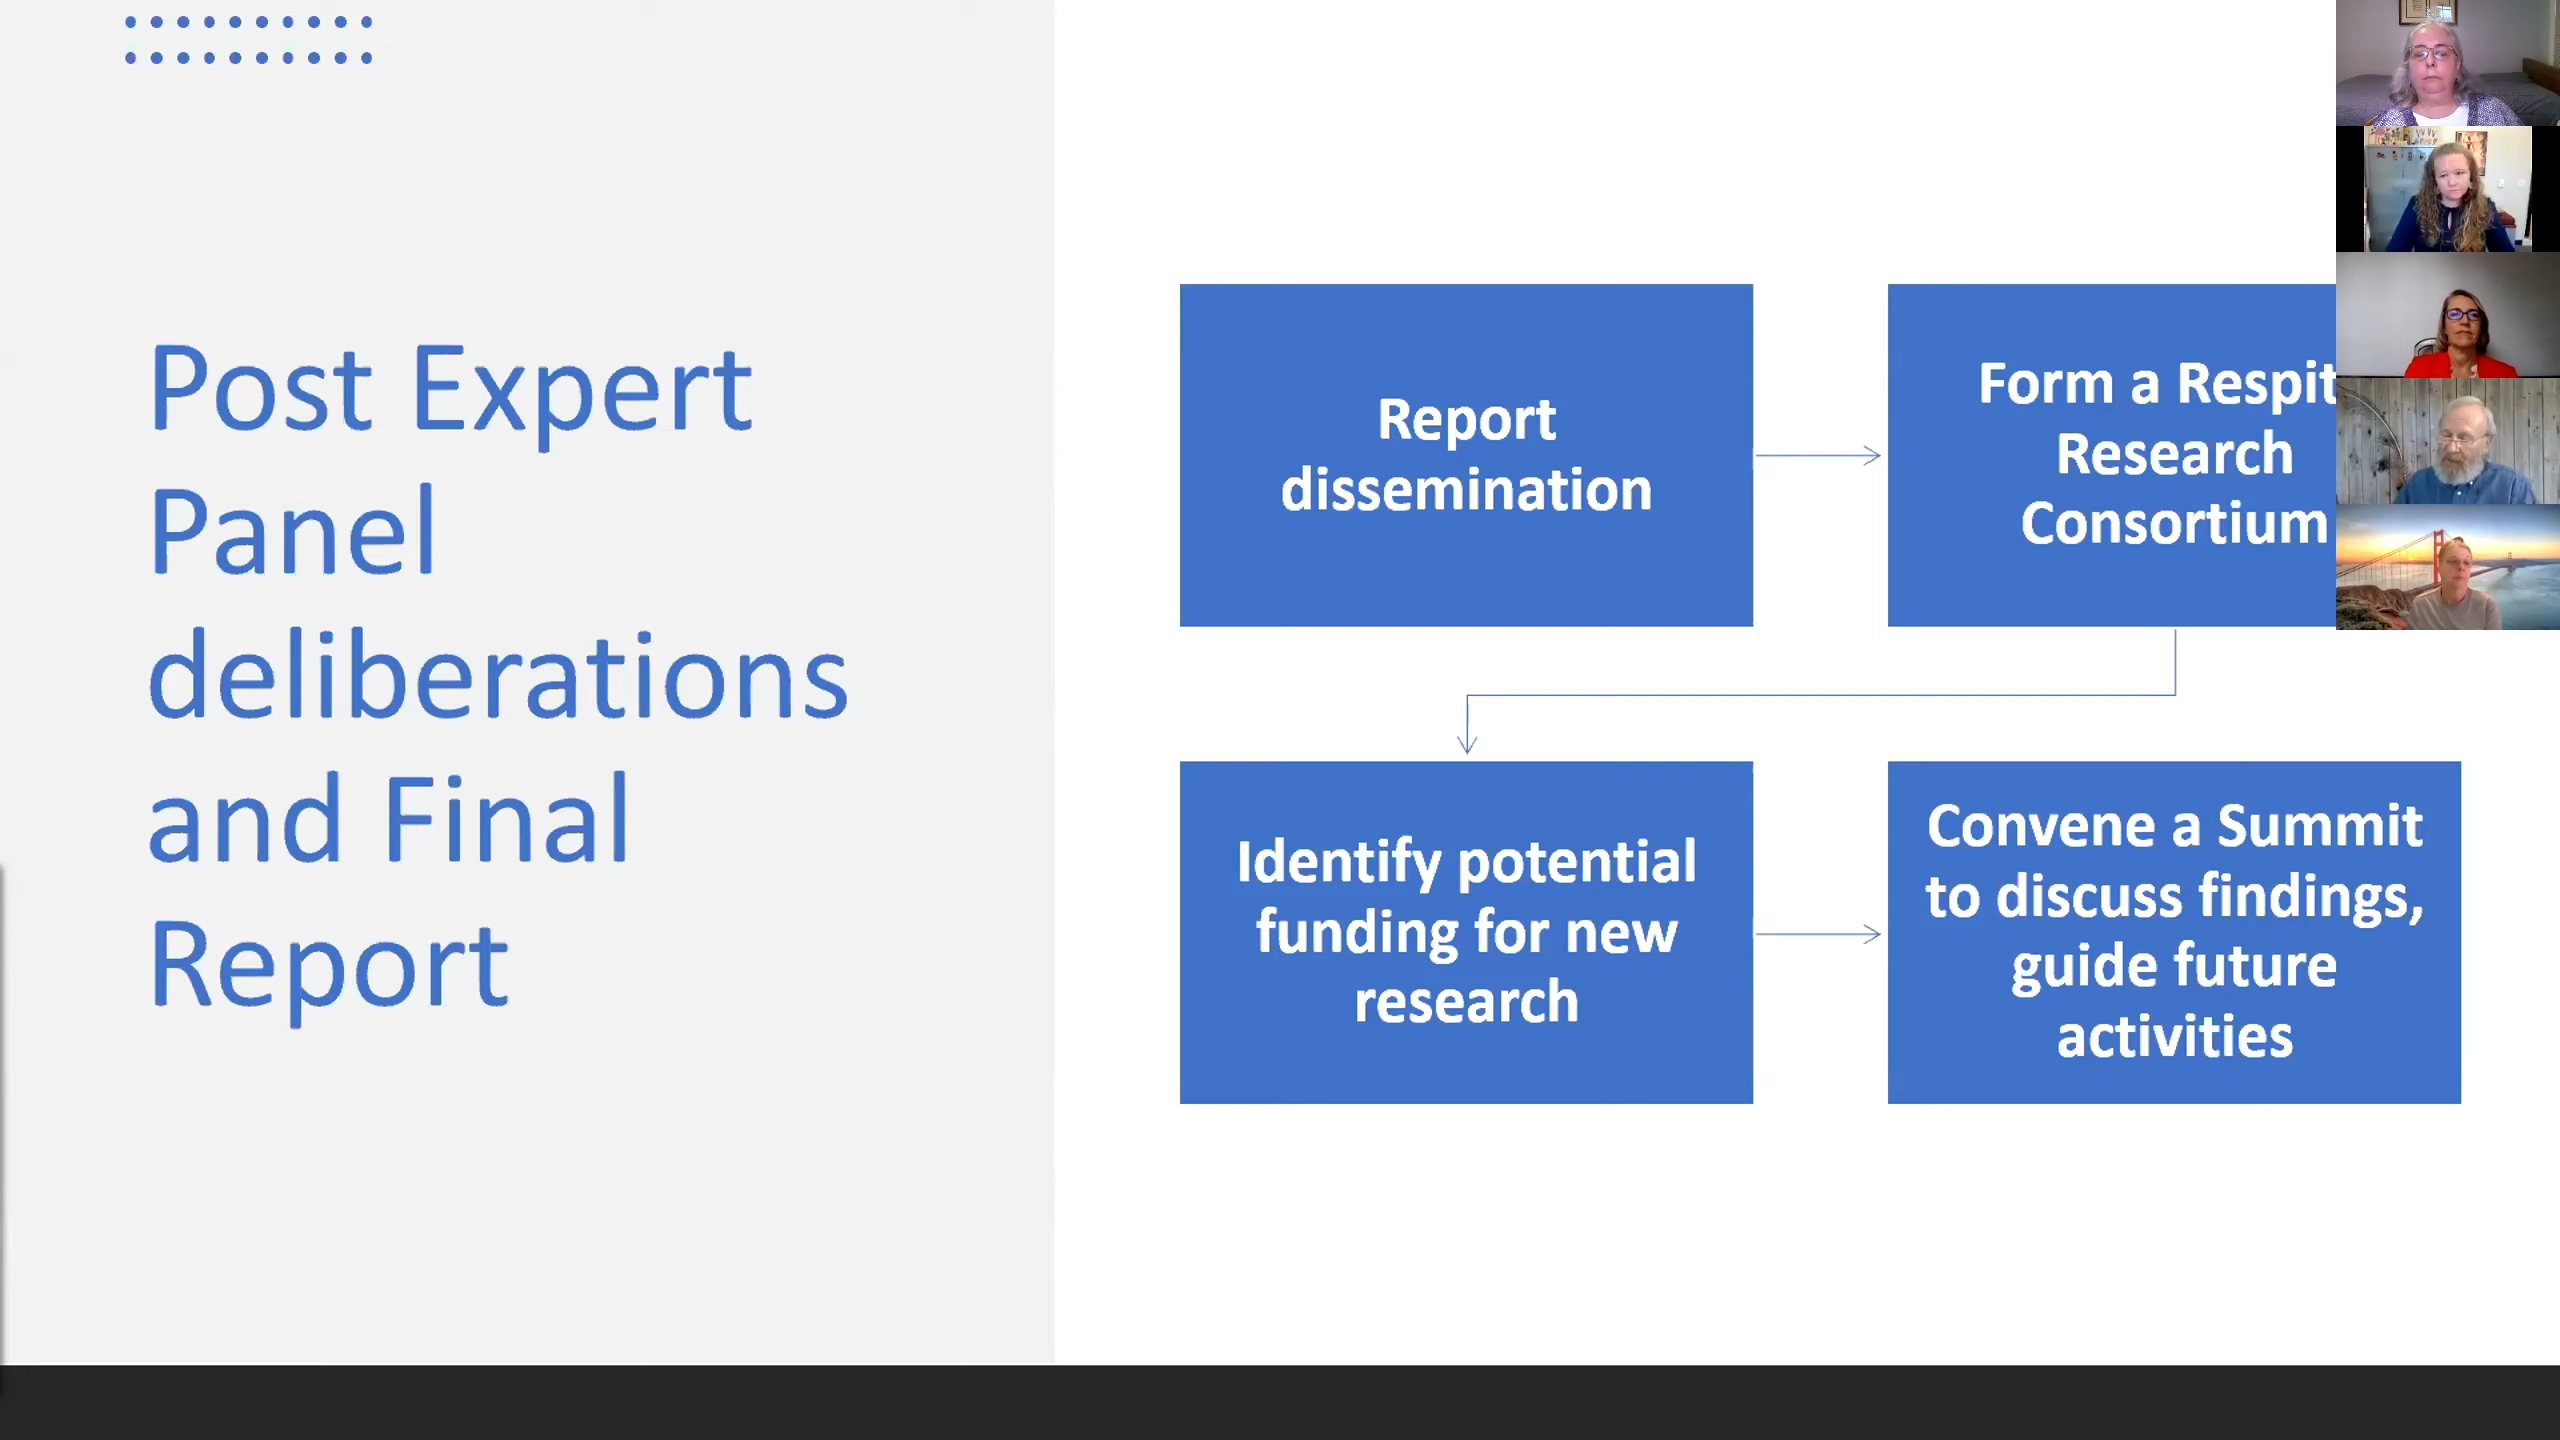 Post Expert
Panel
deliberations
and Final
Report
Report
dissemination
Form a Respit
Research
Consortium
Identify potential
funding for new
research
Convene a Summit
to discuss findings,
guide future
activities